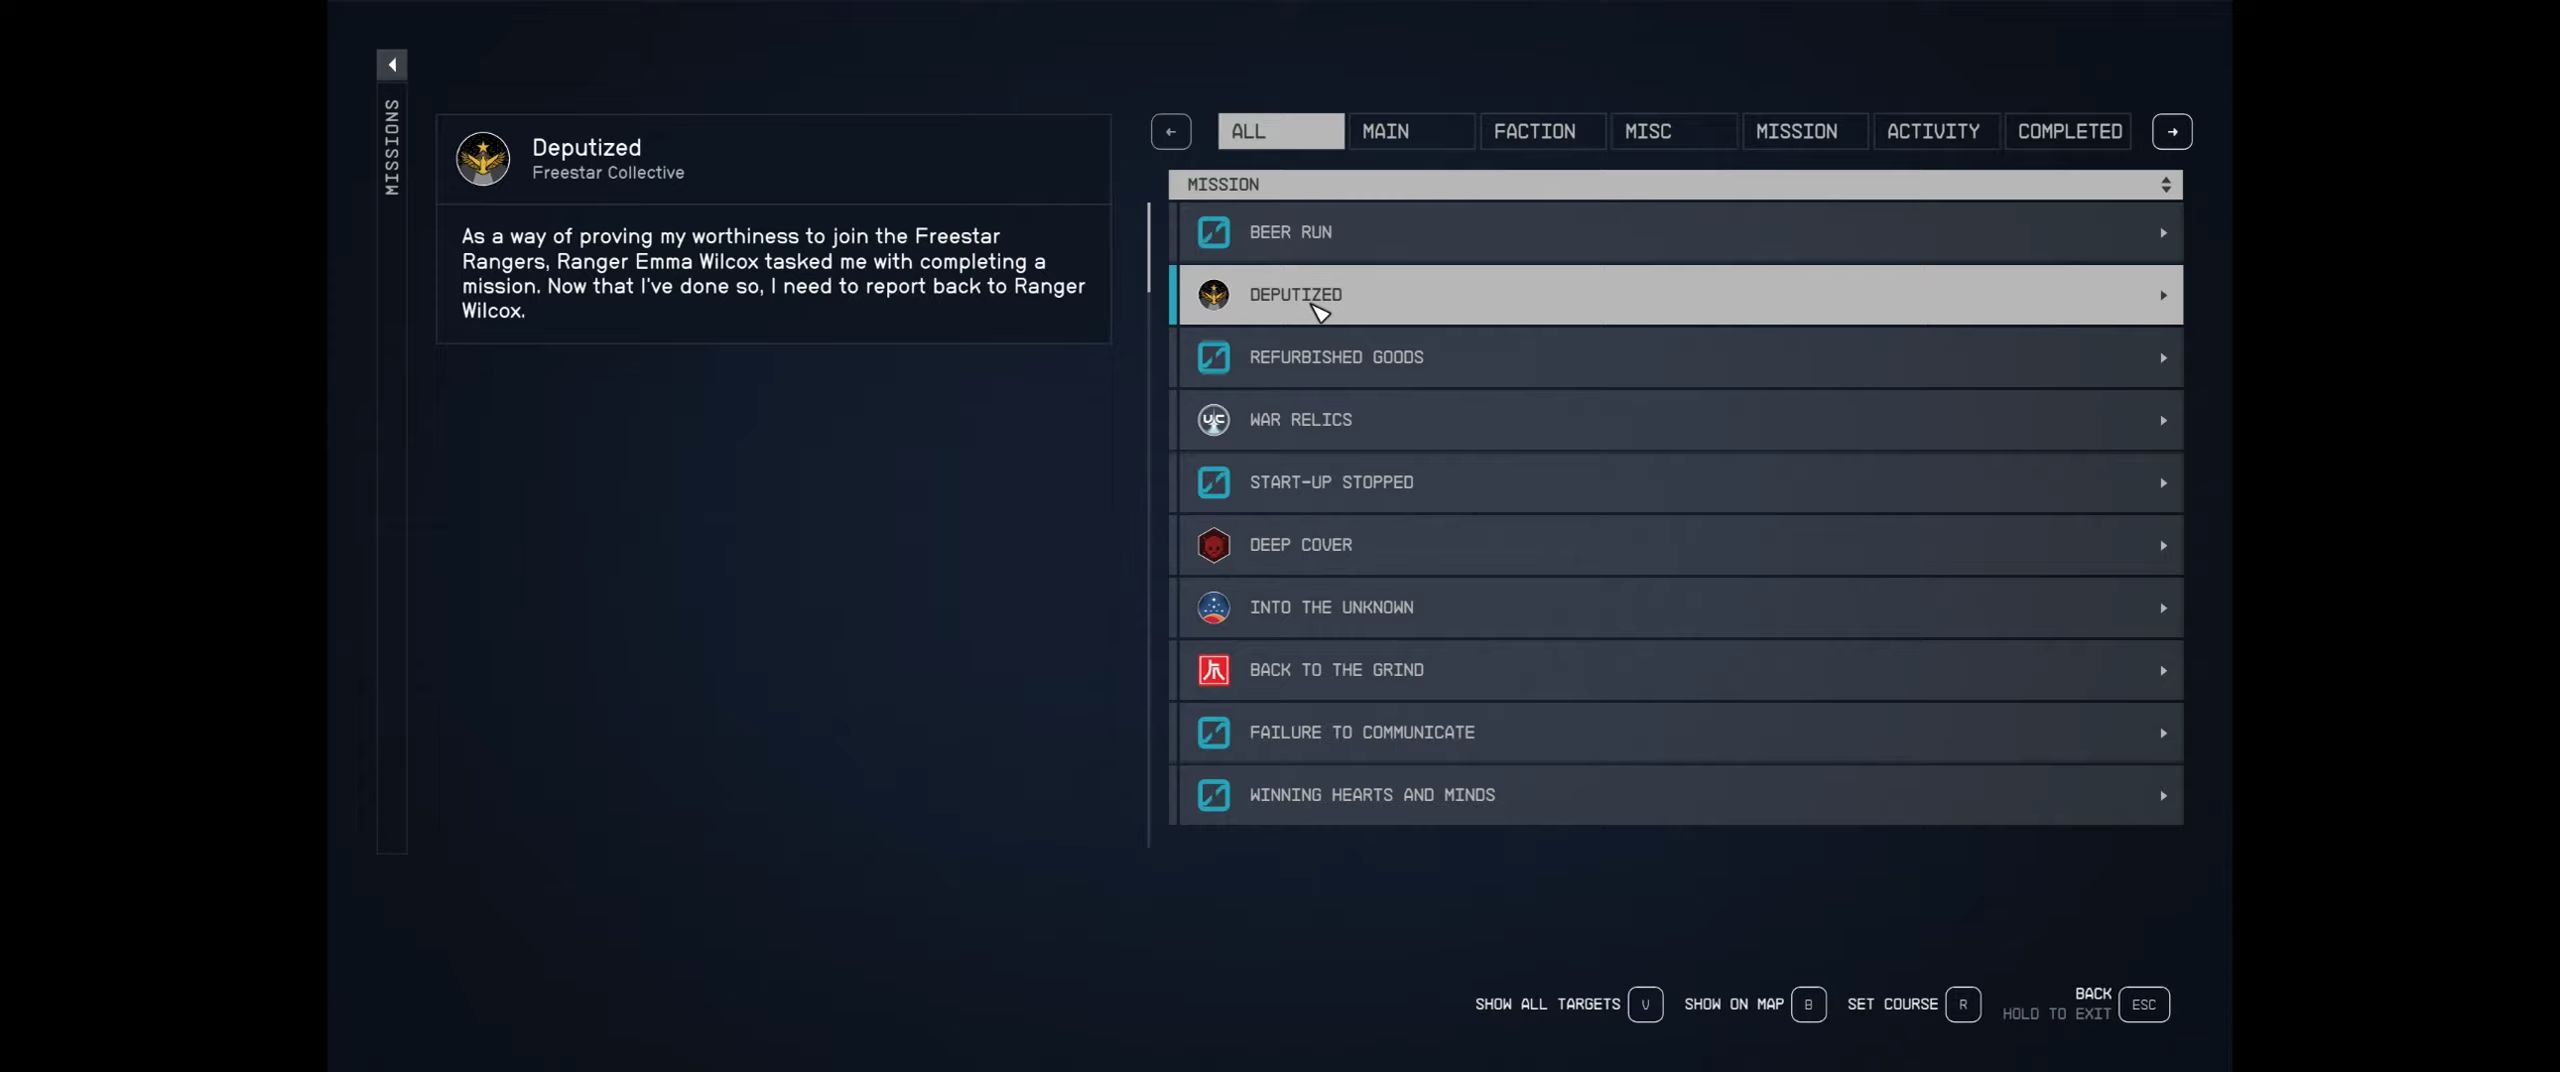 MISSIONS
Deputized
Freestar Collective
As a way of proving my worthiness to join the Freestar
Rangers, Ranger Emma Wilcox tasked me with completing a
mission. Now that I've done so, I need to report back to Ranger
Wilcox.
ALL MAIN FACTION MISC MISSION ACTIVITY COMPLETED
MISSION
BEER RUN
DEPUTIZED
REFURBISHED GOODS
UC WAR RELICS
START-UP STOPPED
DEEP COVER
INTO THE UNKNOWN
BACK TO THE GRIND
FAILURE TO COMMUNICATE
WINNING HEARTS AND MINDS
SHOW ALL TARGETS V SHOW ON MAP B SET COURSE R BACK ESC
HOLD TO EXIT